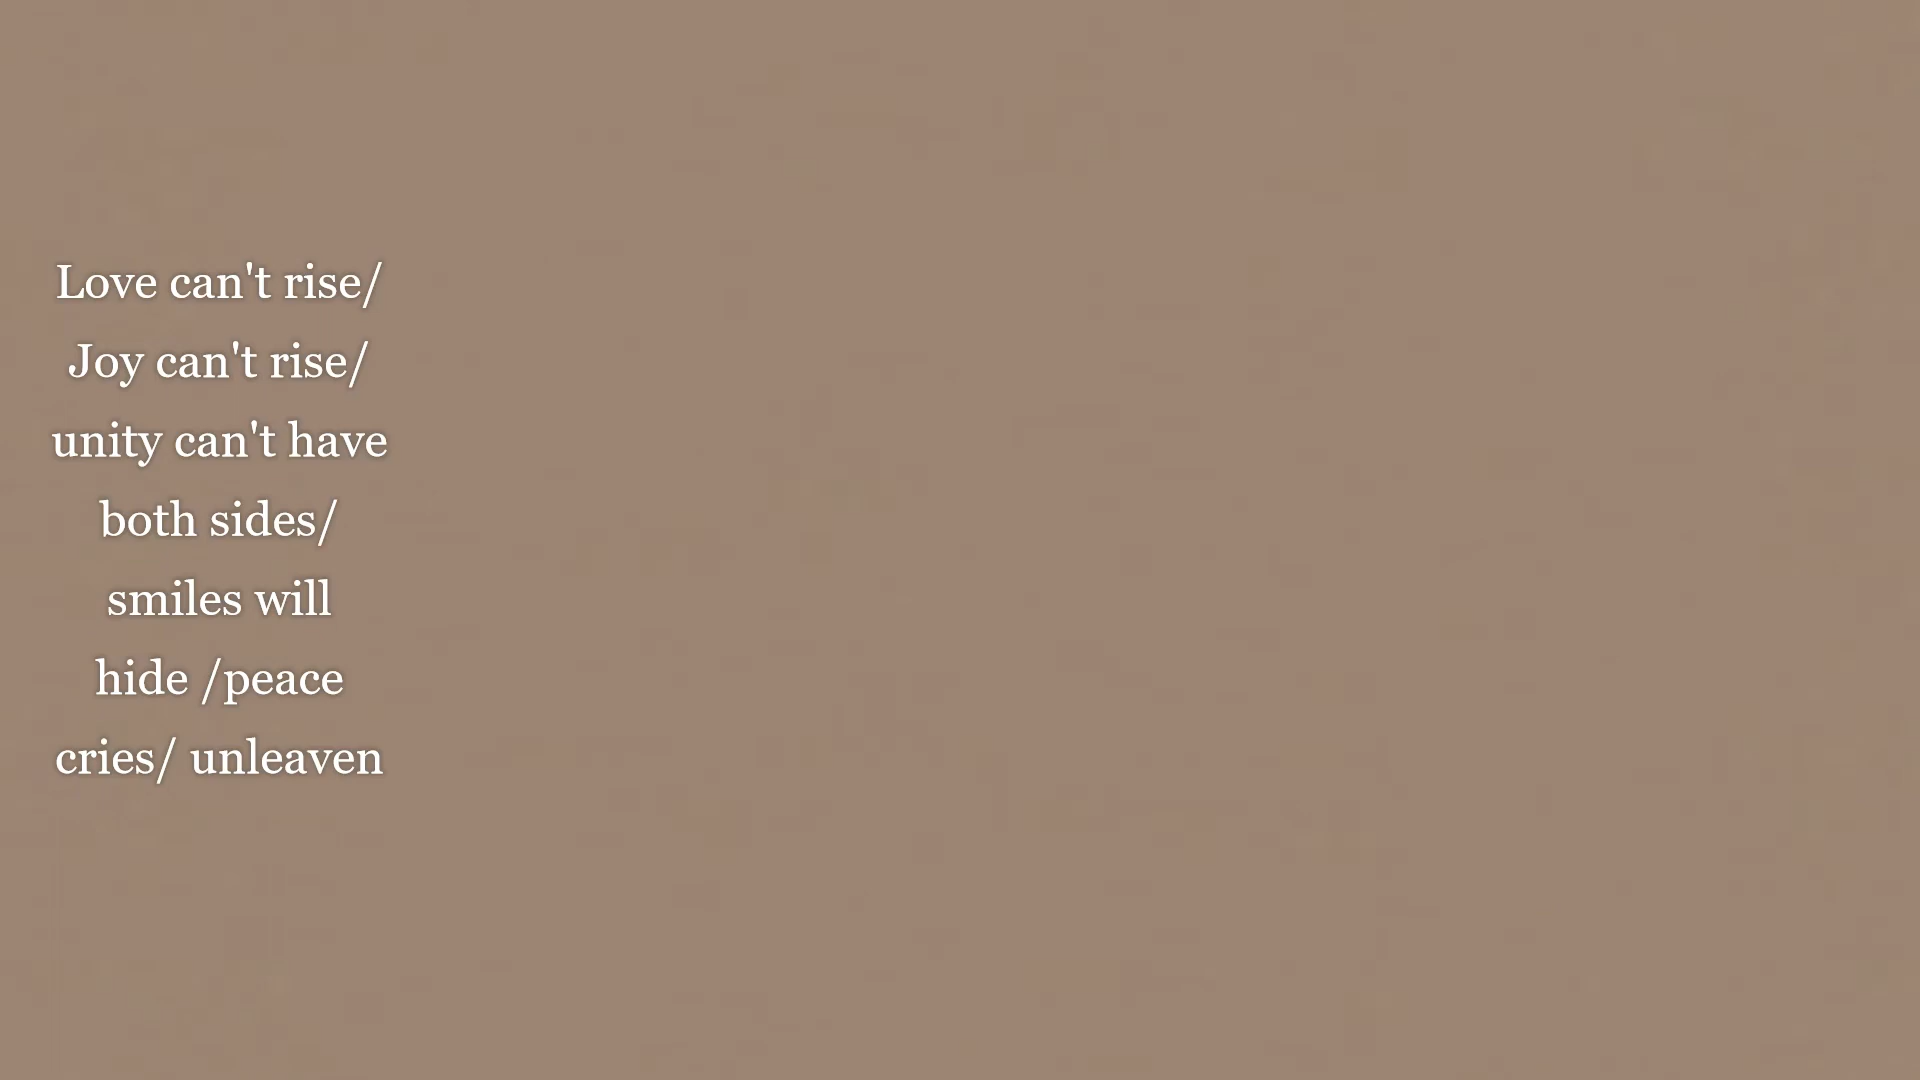 Love can't rise/
Joy can't rise/
unity can't have
both sides/
smiles will
hide /peace
cries/ unleaven